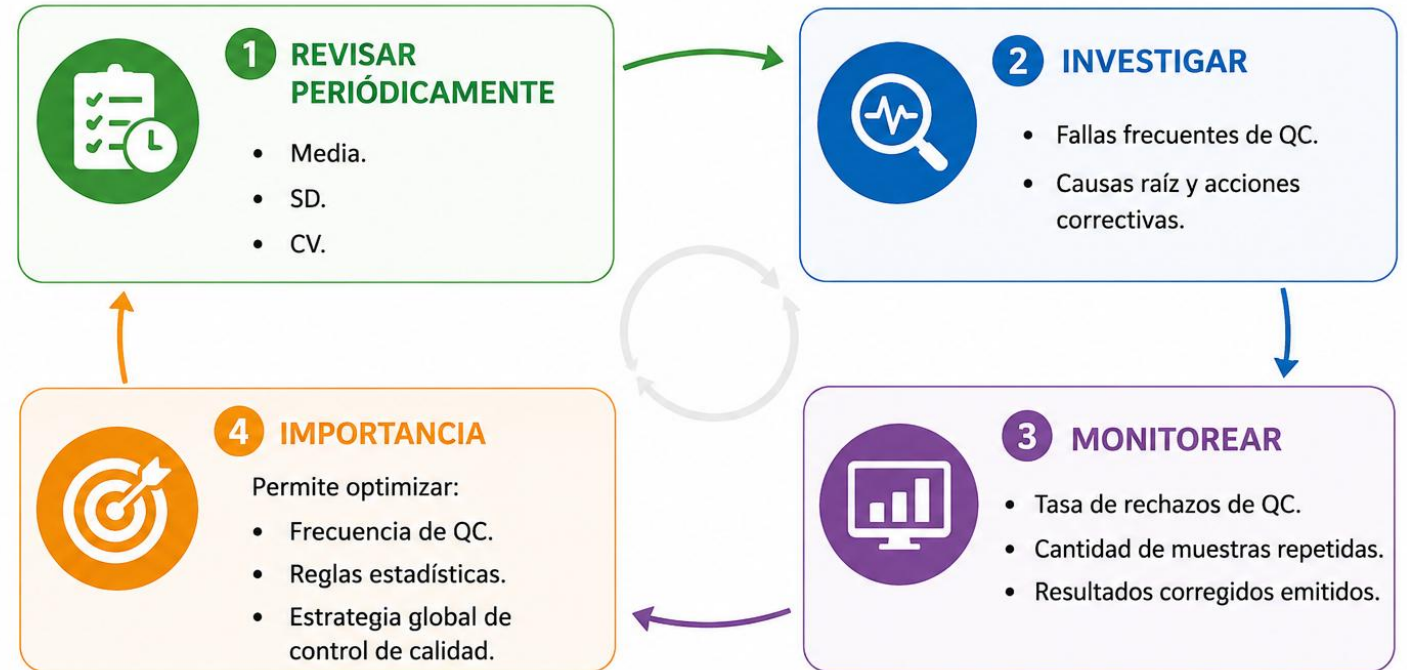 1 REVISAR
PERIÓDICAMENTE
• Media.
• SD.
• CV.
2 INVESTIGAR
• Fallas frecuentes de QC.
• Causas raíz y acciones
correctivas.
3 MONITOREAR
• Tasa de rechazos de QC.
• Cantidad de muestras repetidas.
• Resultados corregidos emitidos.
4 IMPORTANCIA
Permite optimizar:
• Frecuencia de QC.
• Reglas estadísticas.
• Estrategia global de
control de calidad.